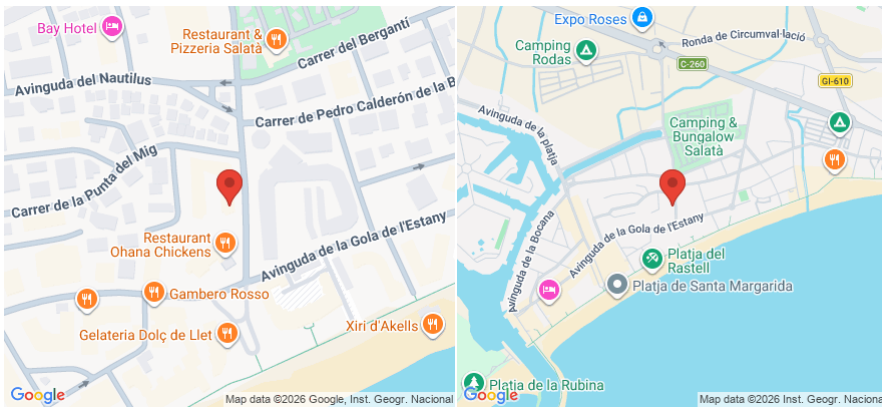 Bay Hotel
Restaurant &
Pizzeria Salatà
Carrer del Bergantí
Avinguda del Nautilus
Carrer de Pedro Calderón de la B
Carrer de la Punta del Mig
Restaurant
Ohana Chickens
Avinguda de la Gola de l'Estany
Gambero Rosso
Gelateria Dolç de Llet
Xiri d'Akells
Google
Map data ©2026 Google, Inst. Geogr. Nacional
Expo Roses
Ronda de Circumval·lació
Camping
Rodas
C-260
GI-610
Avinguda de la platja
Camping &
Bungalow
Salatà
Avinguda de la Bocana
Avinguda de la Gola de l'Estany
Platja del
Rastell
Platja de Santa Margarida
Platja de la Rubina
Google
Map data ©2026 Inst. Geogr. Nacional